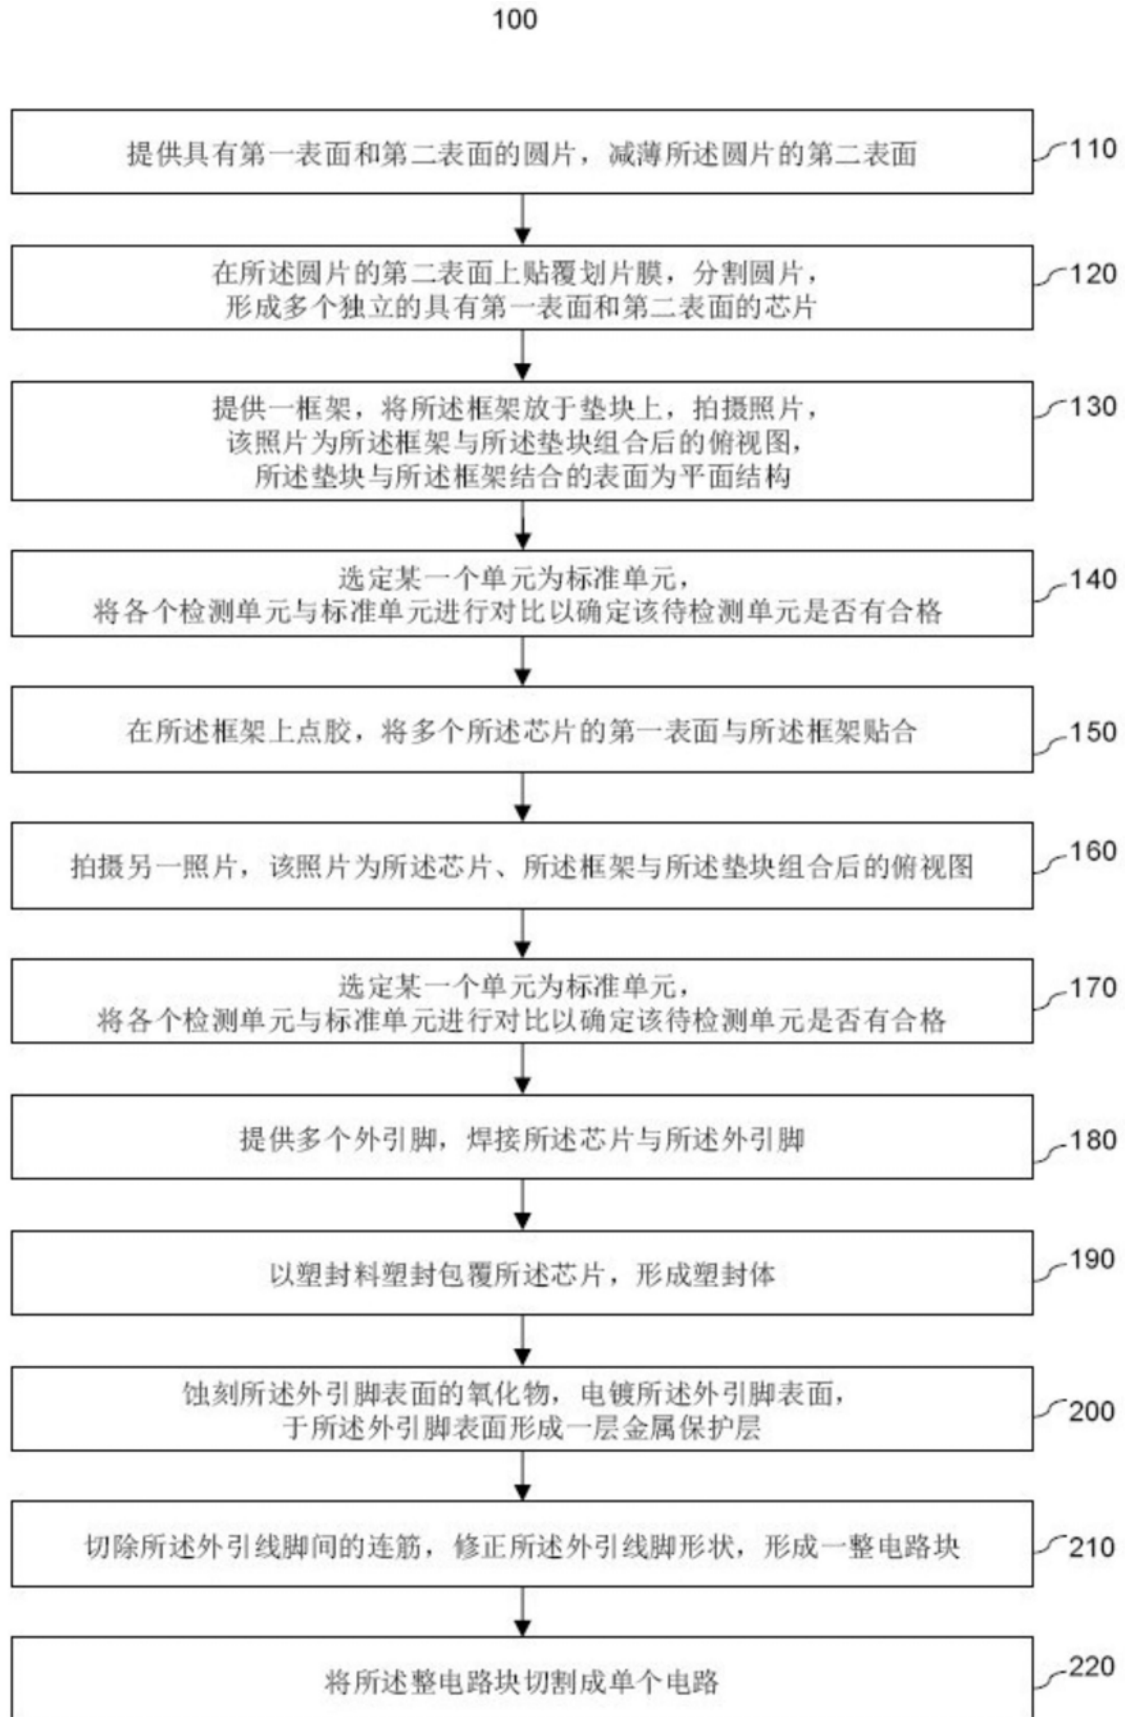 100
提供具有第一表面和第二表面的圆片，减薄所述圆片的第二表面
110
在所述圆片的第二表面上贴覆划片膜，分割圆片，
形成多个独立的具有第一表面和第二表面的芯片
120
提供一框架，将所述框架放于垫块上，拍摄照片，
该照片为所述框架与所述垫块组合后的俯视图，
所述垫块与所述框架结合的表面为平面结构
130
选定某一个单元为标准单元，
将各个检测单元与标准单元进行对比以确定该待检测单元是否有合格
140
在所述框架上点胶，将多个所述芯片的第一表面与所述框架贴合
150
拍摄另一照片，该照片为所述芯片、所述框架与所述垫块组合后的俯视图
160
选定某一个单元为标准单元，
将各个检测单元与标准单元进行对比以确定该待检测单元是否有合格
170
提供多个外引脚，焊接所述芯片与所述外引脚
180
以塑封料塑封包覆所述芯片，形成塑封体
190
蚀刻所述外引脚表面的氧化物，电镀所述外引脚表面，
于所述外引脚表面形成一层金属保护层
200
切除所述外引线脚间的连筋，修正所述外引线脚形状，形成一整电路块
210
将所述整电路块切割成单个电路
220